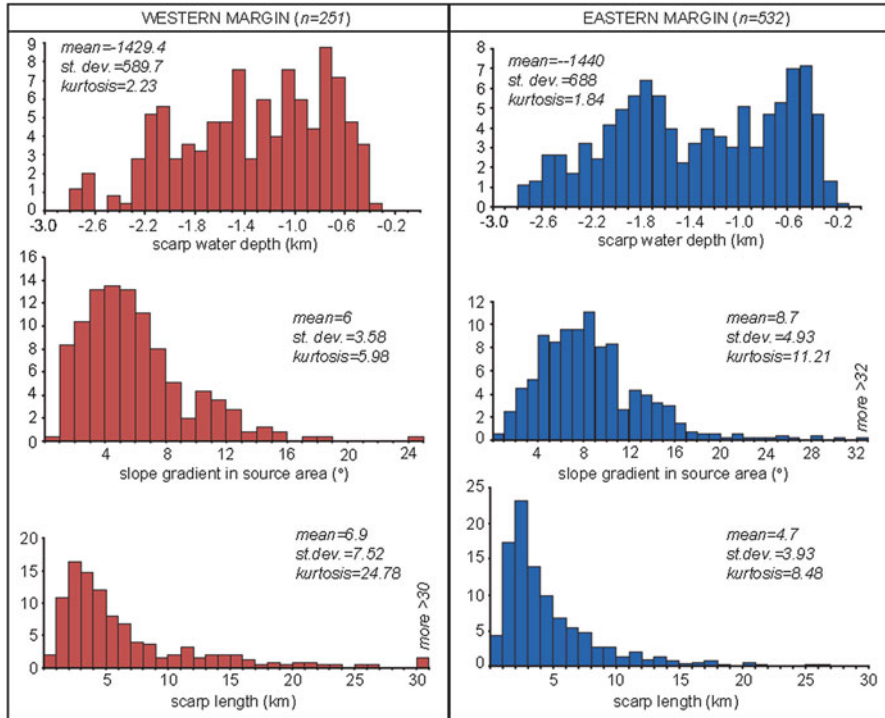 WESTERN MARGIN (n=251)
EASTERN MARGIN (n=532)
9
8
7
6
5
4
3
2
1
0
mean=-1429.4
st. dev.=589.7
kurtosis=2.23
-3.0 -2.6 -2.2 -1.8 -1.4 -1.0 -0.6 -0.2
scarp water depth (km)
8
7
6
5
4
3
2
1
0
mean=--1440
st. dev.=688
kurtosis=1.84
-3.0 -2.6 -2.2 -1.8 -1.4 -1.0 -0.6 -0.2
scarp water depth (km)
16
14
12
10
8
6
4
2
0
mean=6
st. dev.=3.58
kurtosis=5.98
4 8 12 16 20 24
slope gradient in source area (°)
12
10
8
6
4
2
0
mean=8.7
st. dev.=4.93
kurtosis=11.21
more >32
4 8 12 16 20 24 28 32
slope gradient in source area (°)
20
15
10
5
0
mean=6.9
st.dev.=7.52
kurtosis=24.78
more >30
5 10 15 20 25 30
scarp length (km)
25
20
15
10
5
0
mean=4.7
st.dev.=3.93
kurtosis=8.48
5 10 15 20 25 30
scarp length (km)